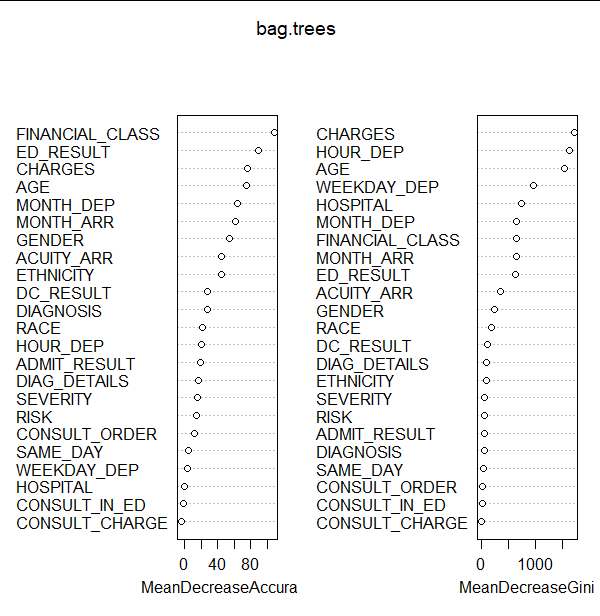 bag.trees
FINANCIAL_CLASS
ED_RESULT
CHARGES
AGE
MONTH_DEP
MONTH_ARR
GENDER
ACUITY_ARR
ETHNICITY
DC_RESULT
DIAGNOSIS
RACE
HOUR_DEP
ADMIT_RESULT
DIAG_DETAILS
SEVERITY
RISK
CONSULT_ORDER
SAME_DAY
WEEKDAY_DEP
HOSPITAL
CONSULT_IN_ED
CONSULT_CHARGE
0 40 80
MeanDecreaseAccura
CHARGES
HOUR_DEP
AGE
WEEKDAY_DEP
HOSPITAL
MONTH_DEP
FINANCIAL_CLASS
MONTH_ARR
ED_RESULT
ACUITY_ARR
GENDER
RACE
DC_RESULT
DIAG_DETAILS
ETHNICITY
SEVERITY
RISK
ADMIT_RESULT
DIAGNOSIS
SAME_DAY
CONSULT_ORDER
CONSULT_IN_ED
CONSULT_CHARGE
0 1000
MeanDecreaseGini